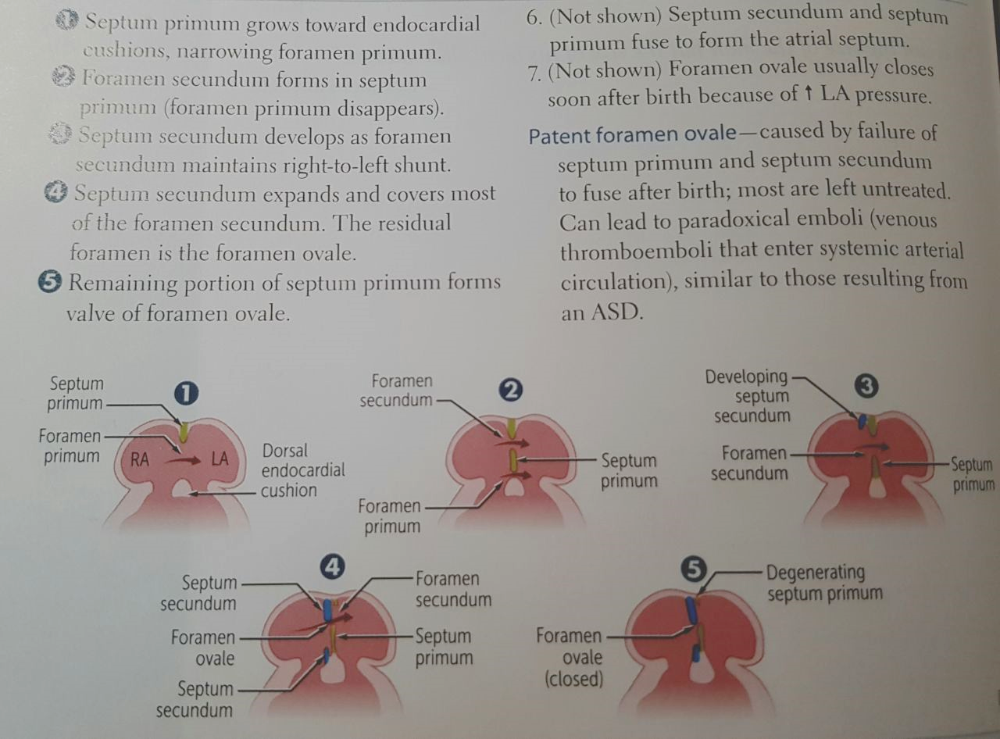 1 Septum primum grows toward endocardial
cushions, narrowing foramen primum.
2 Foramen secundum forms in septum
primum (foramen primum disappears).
3 Septum secundum develops as foramen
secundum maintains right-to-left shunt.
4 Septum secundum expands and covers most
of the foramen secundum. The residual
foramen is the foramen ovale.
5 Remaining portion of septum primum forms
valve of foramen ovale.
6. (Not shown) Septum secundum and septum
primum fuse to form the atrial septum.
7. (Not shown) Foramen ovale usually closes
soon after birth because of ↑ LA pressure.
Patent foramen ovale—caused by failure of
septum primum and septum secundum
to fuse after birth; most are left untreated.
Can lead to paradoxical emboli (venous
thromboemboli that enter systemic arterial
circulation), similar to those resulting from
an ASD.
1
Septum
primum
Foramen
primum
RA
LA
Dorsal
endocardial
cushion
2
Foramen
secundum
Septum
primum
Foramen
primum
3
Developing
septum
secundum
Foramen
secundum
Septum
primum
4
Septum
secundum
Foramen
secundum
Foramen
ovale
Septum
primum
Septum
secundum
5
Degenerating
septum primum
Foramen
ovale
(closed)